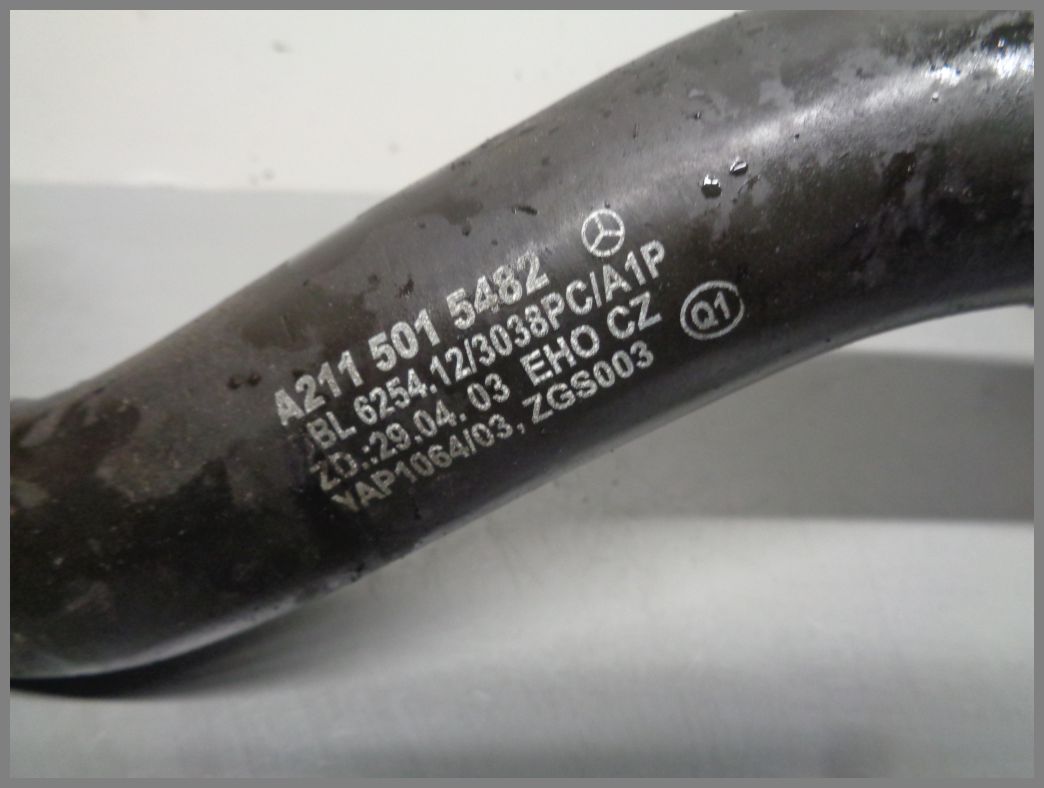 A211 501 5482
BL 6254.12/3038PC/A1P
ZD.:29.04. 03 EHO CZ
YAP1064/03, ZGS003
Q1